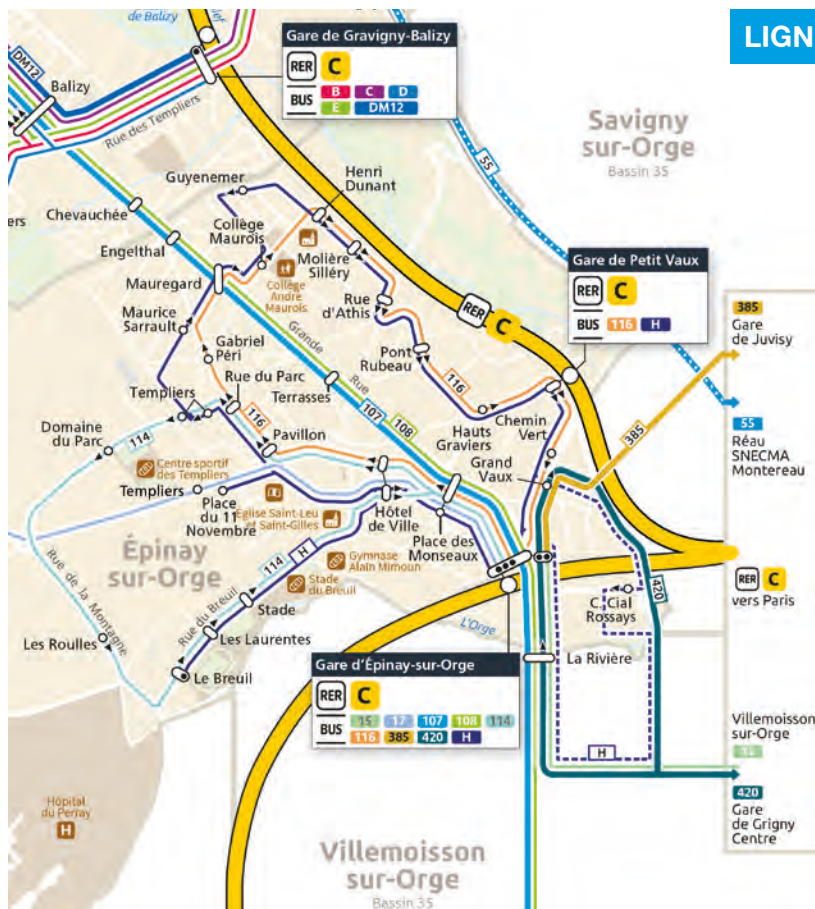 de Balizy
Gare de Gravigny-Balizy
RER C
BUS B C D
E DM12
LIGN
DM12
Balizy
Rue des Templiers
55
Savigny
sur-Orge
Bassin 35
Guyenemer
Henri
Dunant
Chevauchée
ers
Engelthal
Collège
Maurois
Molière
Silléry
Mauregard
Collège
André
Maurois
Gare de Petit Vaux
RER C
BUS 116 H
RER C
385
Gare
de Juvisy
Maurice
Sarrault
Rue
d'Athis
Grande
Rue
Gabriel
Péri
Pont
Rubeau
Rue du Parc
Terrasses
116
107
108
Templiers
116
Pavillon
Domaine
du Parc
114
Hauts
Graviers
Chemin
Vert
385
55
Réau
SNECMA
Montereau
Grand
Vaux
Centre sportif
des Templiers
Templiers
Place
du 11
Novembre
Église Saint-Leu
et Saint-Gilles
Hôtel
de Ville
Place des
Monseaux
Épinay
sur-Orge
Gymnase
Alain Mimoun
114
H
Stade
du Breuil
Rue de la Montagne
Rue du Breuil
Stade
420
RER C
vers Paris
C. Cial
Rossays
L'Orge
Les Roulles
Les Laurentes
La Rivière
Le Breuil
Gare d'Épinay-sur-Orge
RER C
BUS 15 17 107 108 114
116 385 420 H
Villemoisson
sur-Orge
15
H
420
Gare
de Grigny
Centre
Hôpital
du Perray
H
Villemoisson
sur-Orge
Bassin 35